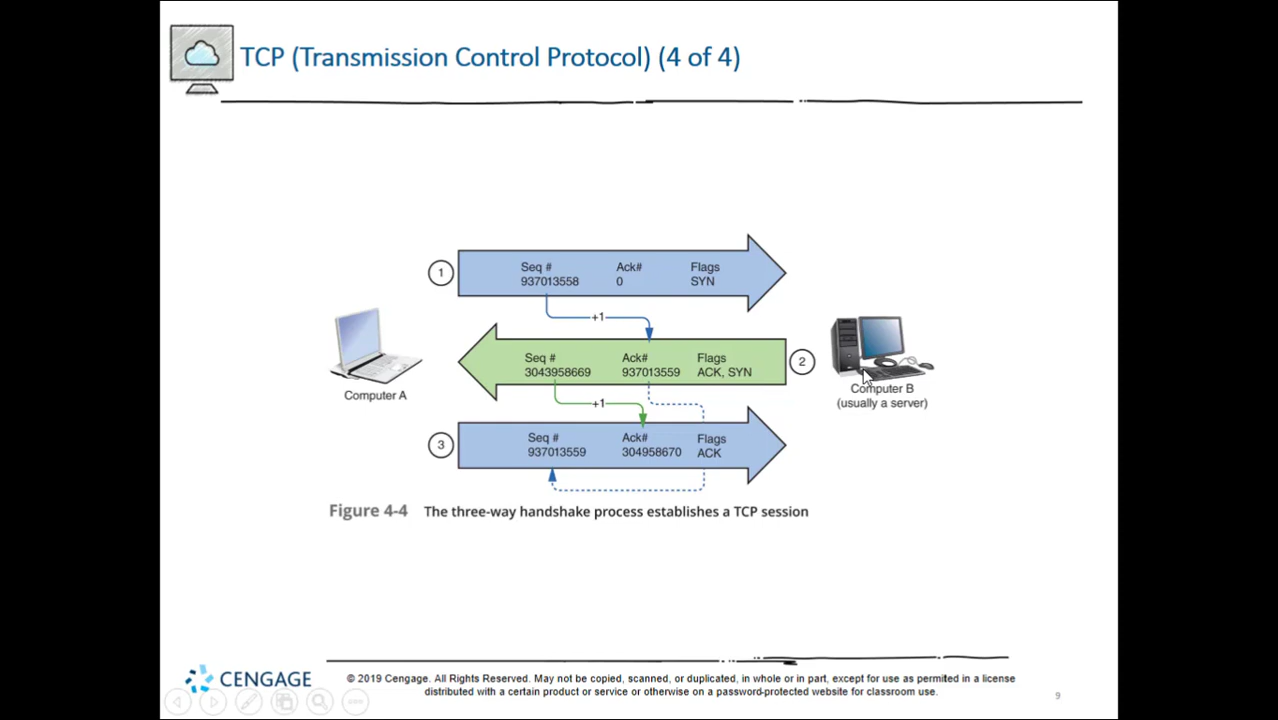 TCP (Transmission Control Protocol) (4 of 4)
1
Seq # Ack# Flags
937013558 0 SYN
+1
Seq # Ack# Flags
3043958669 937013559 ACK, SYN
2
Computer A
Computer B
(usually a server)
+1
3
Seq # Ack# Flags
937013559 304958670 ACK
Figure 4-4 The three-way handshake process establishes a TCP session
CENGAGE
© 2019 Cengage. All Rights Reserved. May not be copied, scanned, or duplicated, in whole or in part, except for use as permitted in a license
distributed with a certain product or service or otherwise on a password-protected website for classroom use.
9